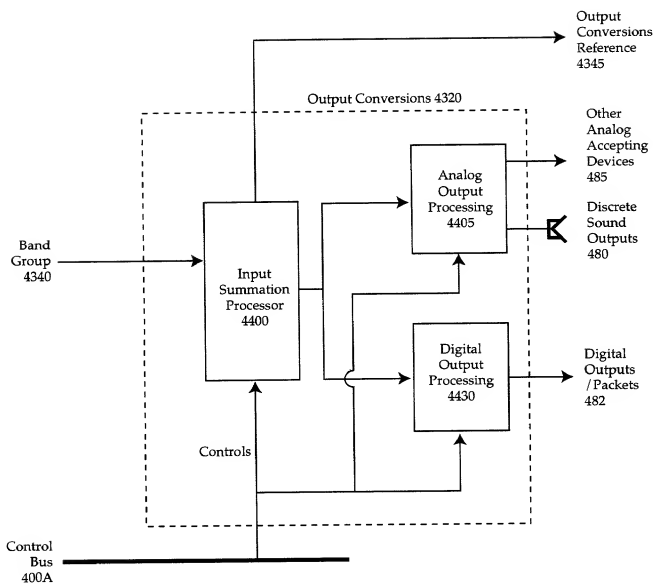 Output
Conversions
Reference
4345
Output Conversions 4320
Other
Analog
Accepting
Devices
485
Analog
Output
Processing
4405
Discrete
Sound
Outputs
480
Band
Group
4340
Input
Summation
Processor
4400
Digital
Output
Processing
4430
Digital
Outputs
/Packets
482
Controls
Control
Bus
400A